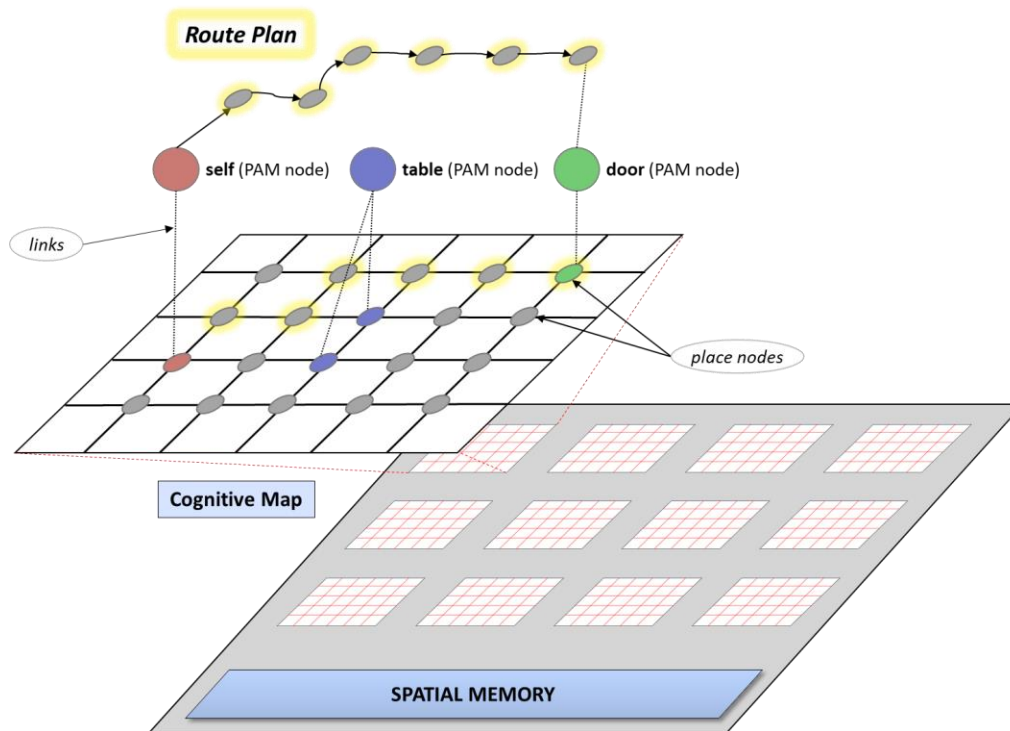 Route Plan
self (PAM node)
table (PAM node)
door (PAM node)
links
place nodes
Cognitive Map
SPATIAL MEMORY